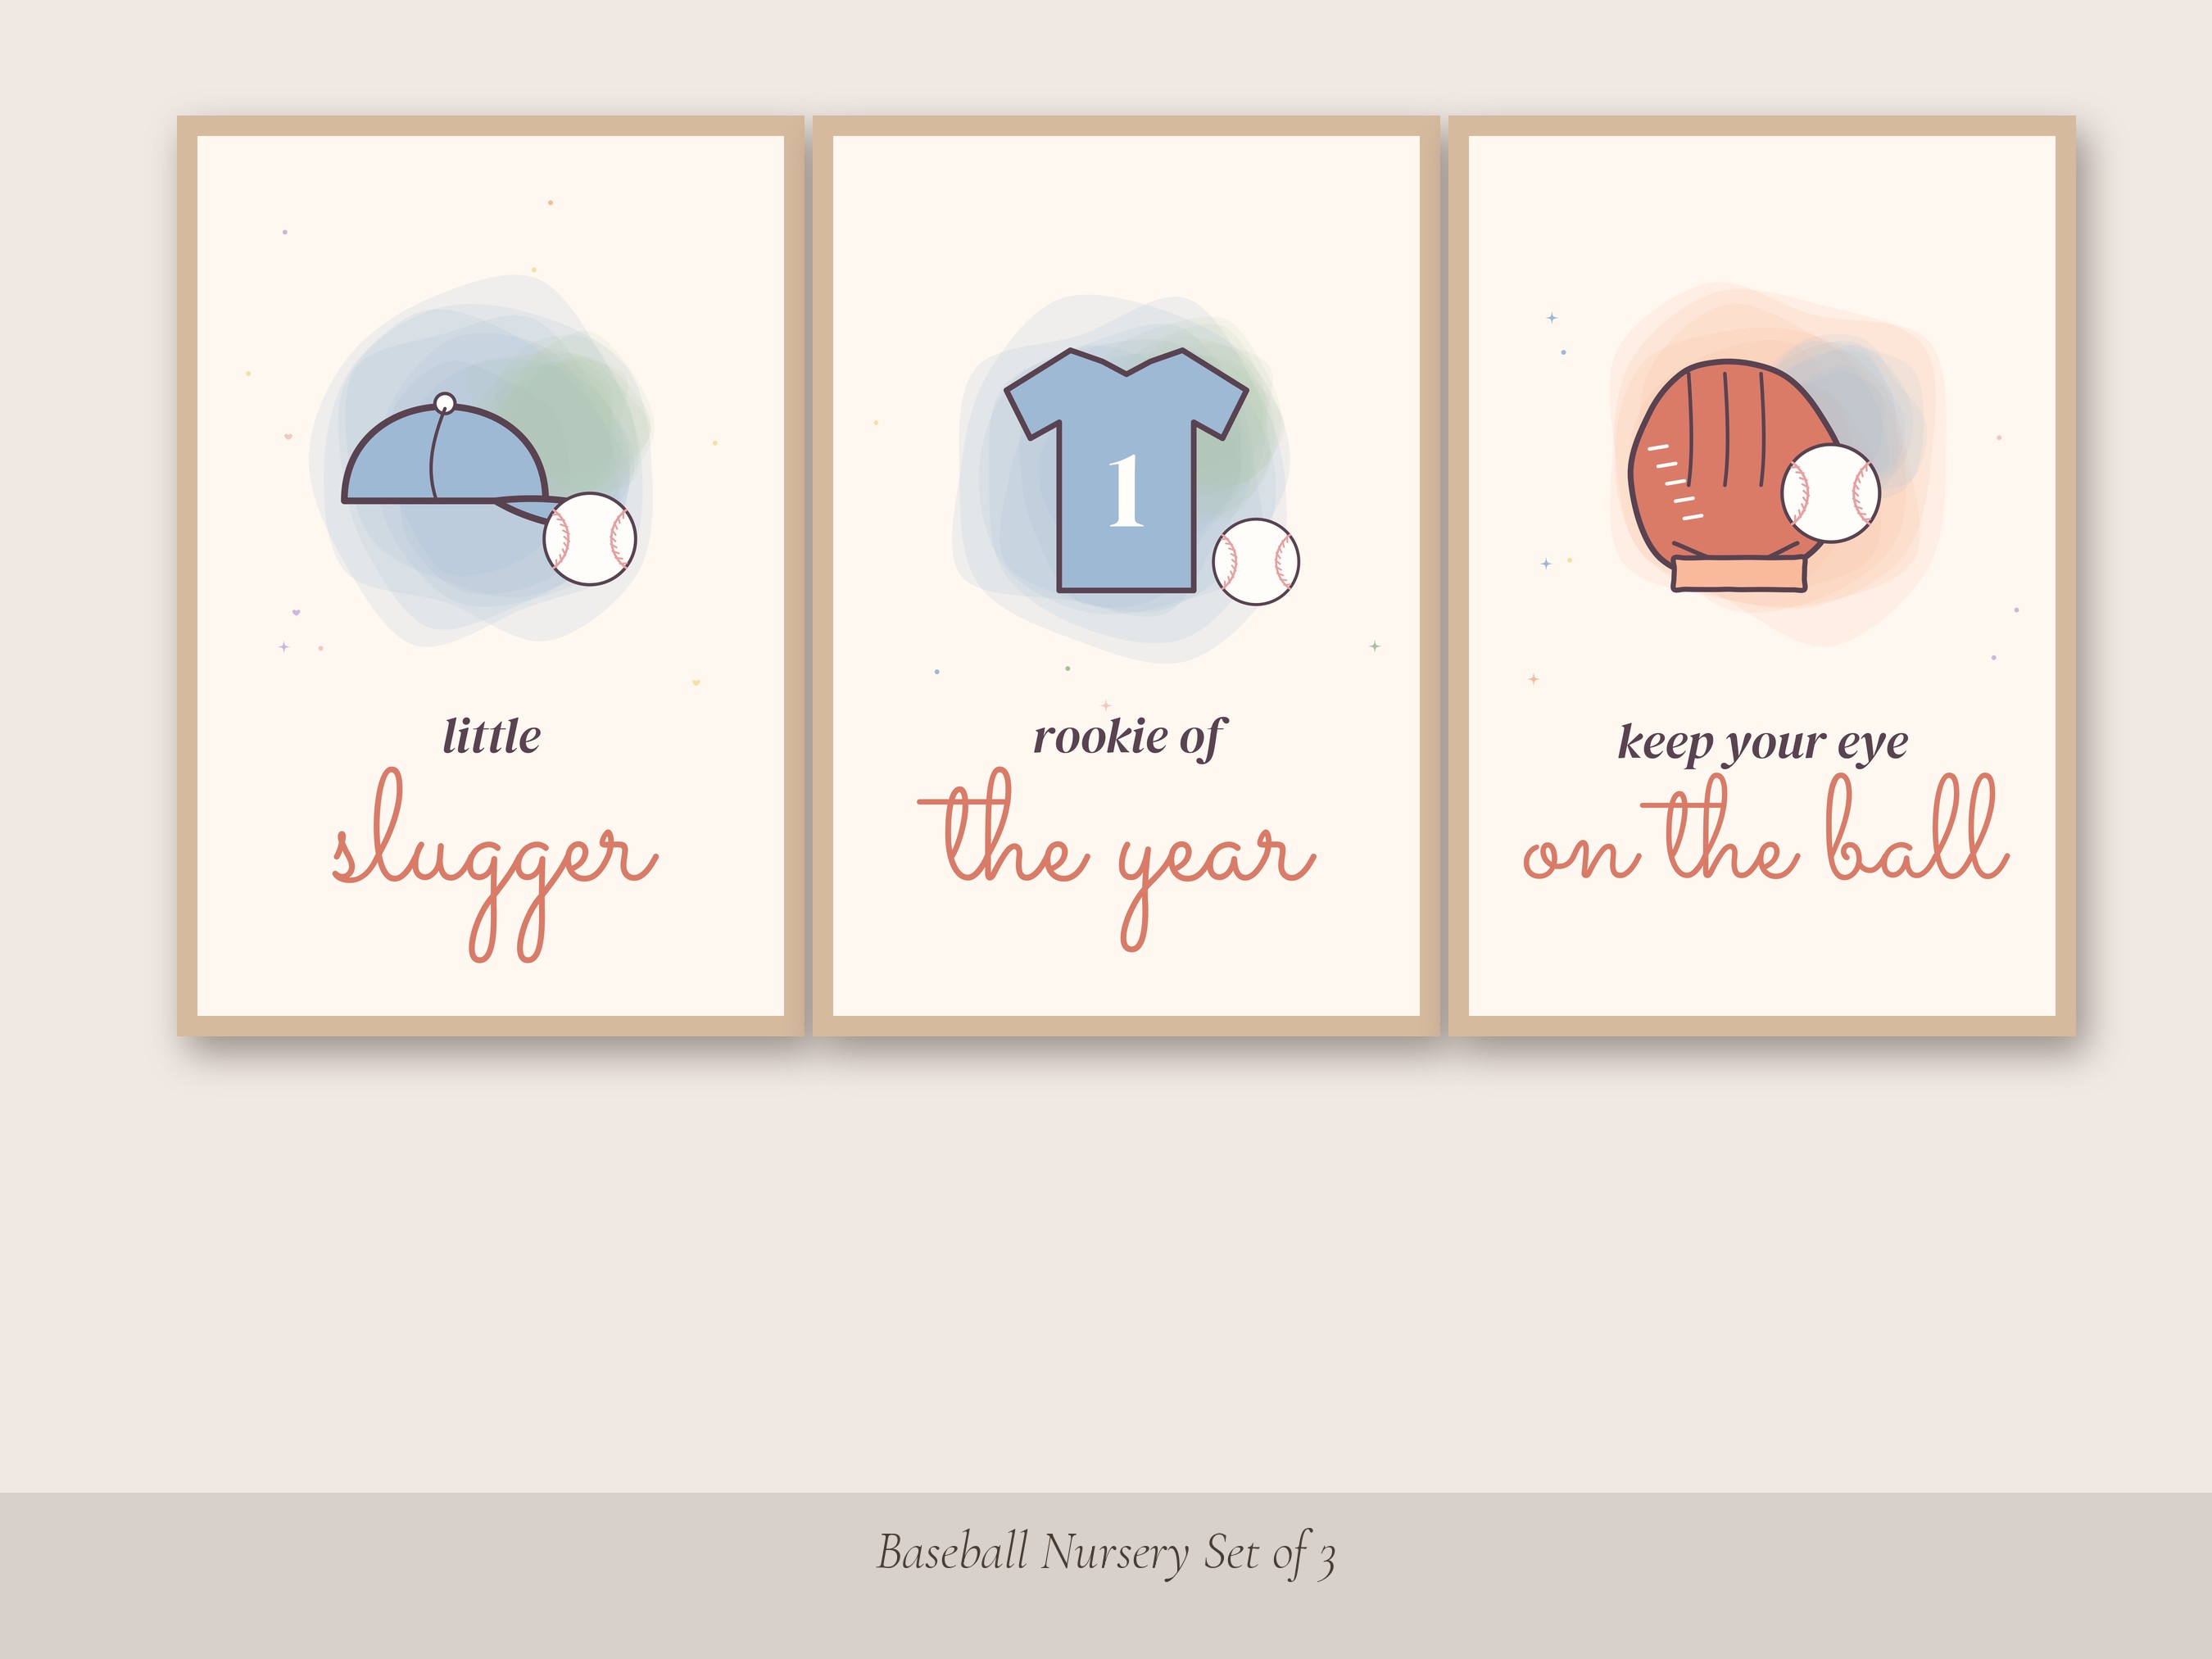 little
slugger
1
rookie of
the year
keep your eye
on the ball
Baseball Nursery Set of 3